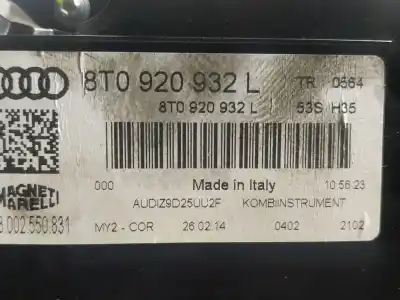 8T0 920 932 L
TR 0564
8T0 920 932 L
53S H35
000
Made in Italy
10:56:23
MAGNETI
MARELLI
AUDIZ9D25UU2F
KOMBIINSTRUMENT
002.550.831
MY2 - COR
26.02.14
0402
2102